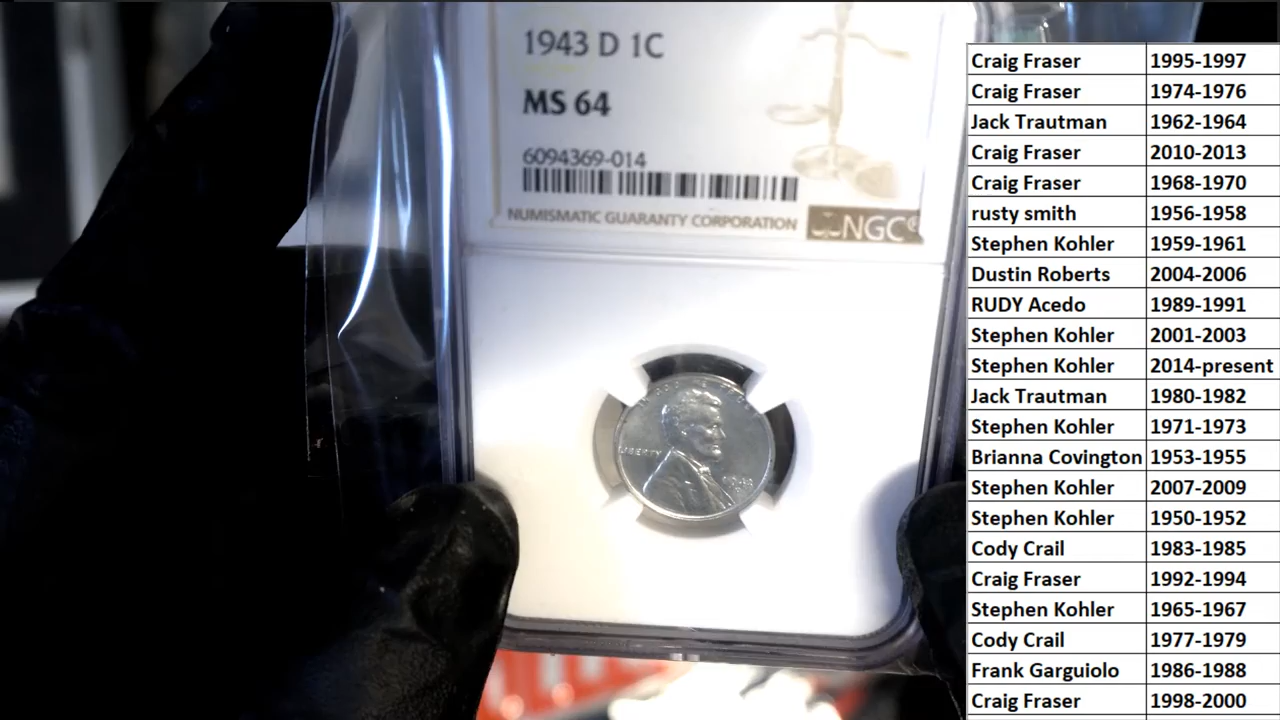 1943 D 1C
MS 64
6094369-014
NUMISMATIC GUARANTY CORPORATION NGC®
LIBERTY
Craig Fraser 1995-1997
Craig Fraser 1974-1976
Jack Trautman 1962-1964
Craig Fraser 2010-2013
Craig Fraser 1968-1970
rusty smith 1956-1958
Stephen Kohler 1959-1961
Dustin Roberts 2004-2006
RUDY Acedo 1989-1991
Stephen Kohler 2001-2003
Stephen Kohler 2014-present
Jack Trautman 1980-1982
Stephen Kohler 1971-1973
Brianna Covington 1953-1955
Stephen Kohler 2007-2009
Stephen Kohler 1950-1952
Cody Crail 1983-1985
Craig Fraser 1992-1994
Stephen Kohler 1965-1967
Cody Crail 1977-1979
Frank Garguiolo 1986-1988
Craig Fraser 1998-2000